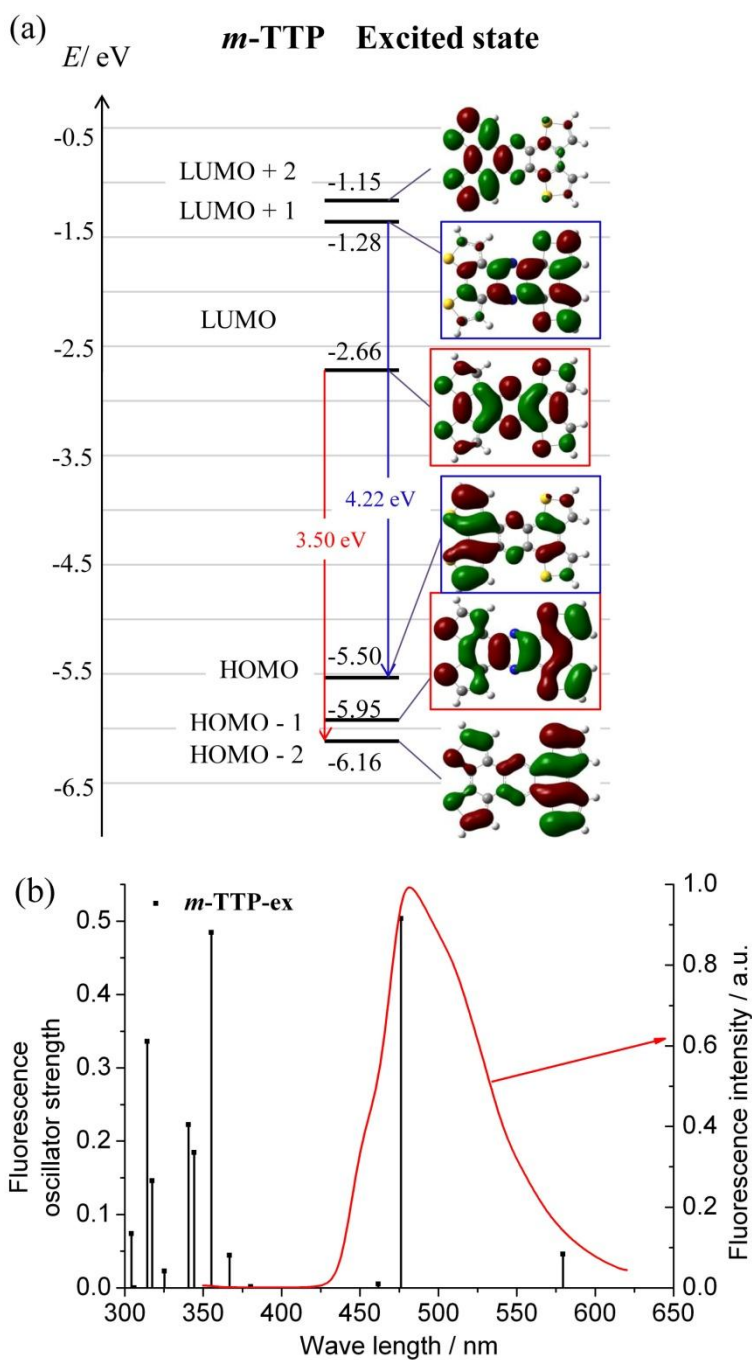 (a)
m-TTP Excited state
E/ eV
-0.5
LUMO + 2
-1.15
LUMO + 1
-1.5
-1.28
LUMO
-2.5
-2.66
-3.5
4.22 eV
3.50 eV
-4.5
-5.50
HOMO
-5.5
-5.95
HOMO - 1
HOMO - 2
-6.16
-6.5
(b)
m-TTP-ex
0.5
0.4
0.3
0.2
0.1
0.0
Fluorescence
oscillator strength
1.0
0.8
0.6
0.4
0.2
0.0
Fluorescence intensity / a.u.
300 350 400 450 500 550 600 650
Wave length / nm